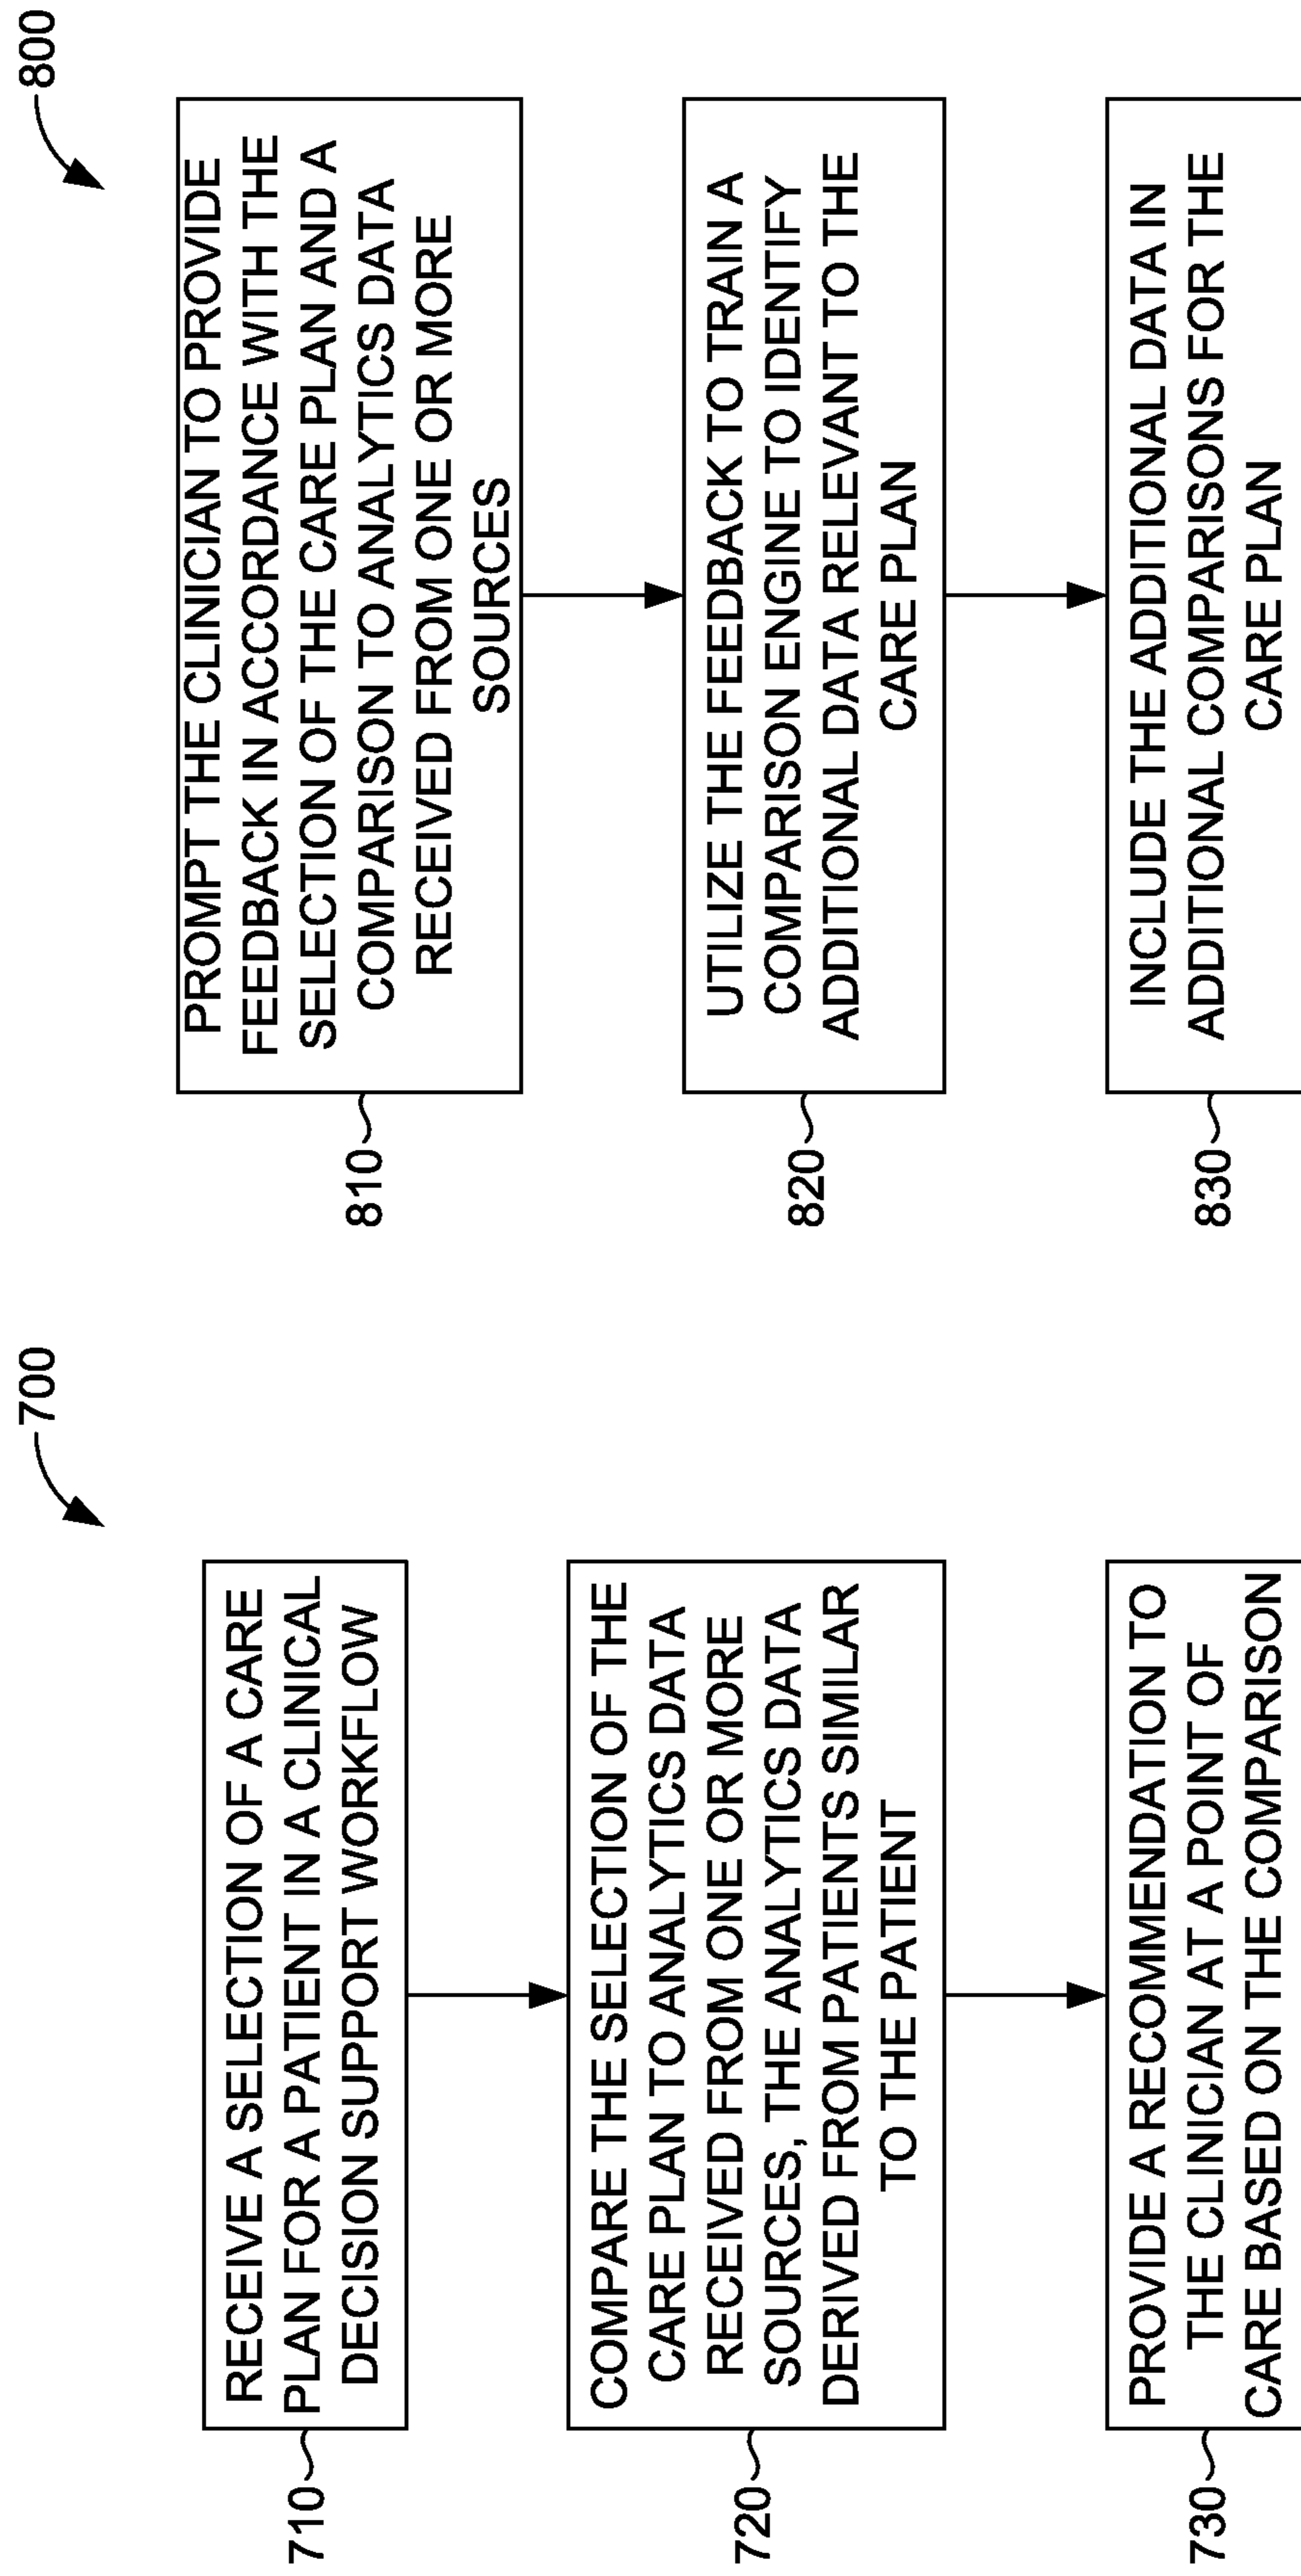 700
710
RECEIVE A SELECTION OF A CARE
PLAN FOR A PATIENT IN A CLINICAL
DECISION SUPPORT WORKFLOW
720
COMPARE THE SELECTION OF THE
CARE PLAN TO ANALYTICS DATA
RECEIVED FROM ONE OR MORE
SOURCES, THE ANALYTICS DATA
DERIVED FROM PATIENTS SIMILAR
TO THE PATIENT
730
PROVIDE A RECOMMENDATION TO
THE CLINICIAN AT A POINT OF
CARE BASED ON THE COMPARISON
800
810
PROMPT THE CLINICIAN TO PROVIDE
FEEDBACK IN ACCORDANCE WITH THE
SELECTION OF THE CARE PLAN AND A
COMPARISON TO ANALYTICS DATA
RECEIVED FROM ONE OR MORE
SOURCES
820
UTILIZE THE FEEDBACK TO TRAIN A
COMPARISON ENGINE TO IDENTIFY
ADDITIONAL DATA RELEVANT TO THE
CARE PLAN
830
INCLUDE THE ADDITIONAL DATA IN
ADDITIONAL COMPARISONS FOR THE
CARE PLAN